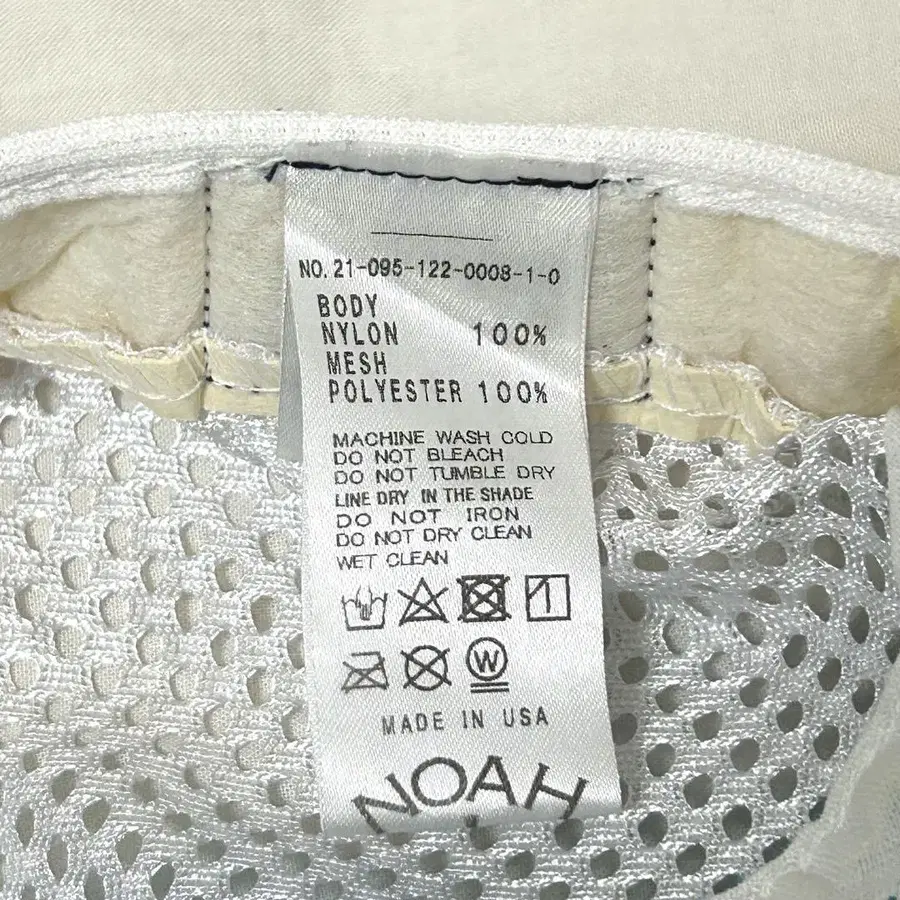 NO. 21-095-122-0008-1-0
BODY
NYLON 100%
MESH
POLYESTER 100%
MACHINE WASH COLD
DO NOT BLEACH
DO NOT TUMBLE DRY
LINE DRY IN THE SHADE
DO NOT IRON
DO NOT DRY CLEAN
WET CLEAN
W
MADE IN USA
NOAH